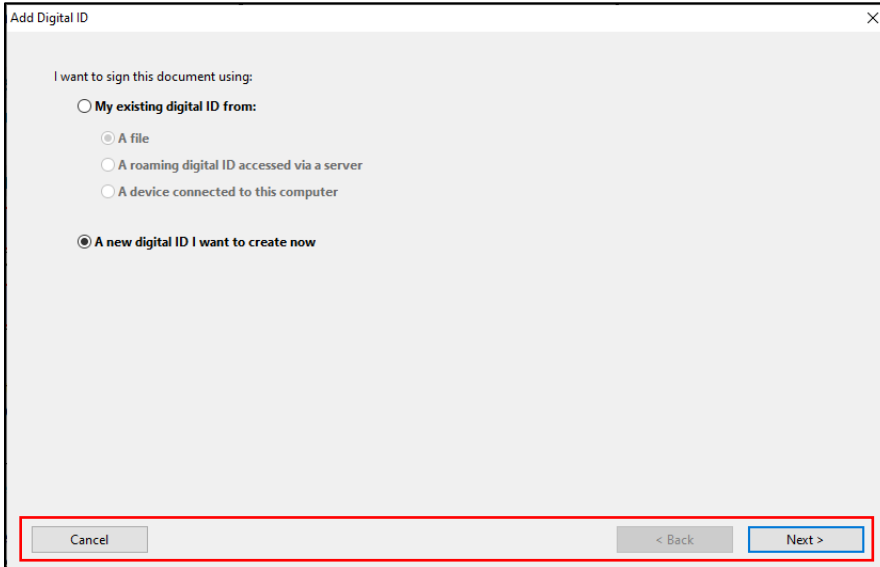 Add Digital ID
I want to sign this document using:
My existing digital ID from:
A file
A roaming digital ID accessed via a server
A device connected to this computer
A new digital ID I want to create now
Cancel
< Back
Next >